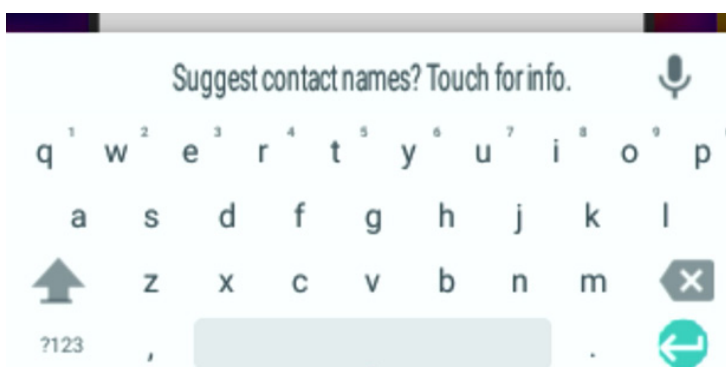 Suggest contact names? Touch for info.
q 1 w 2 e 3 r 4 t 5 y 6 u 7 i 8 o 9 p
a s d f g h j k l
z x c v b n m
?123 , .